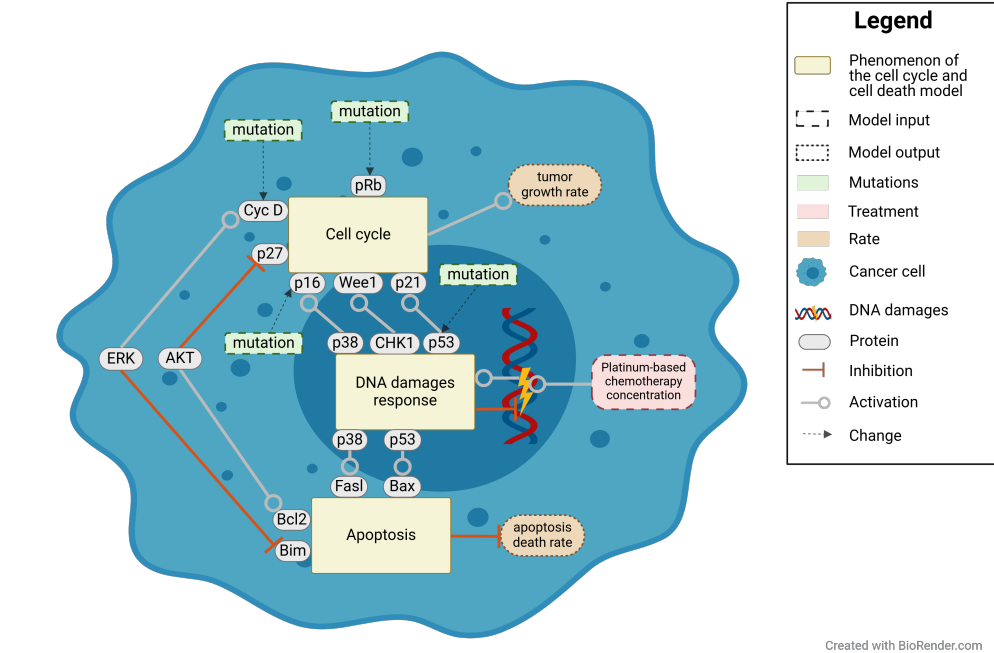 mutation
mutation
pRb
Cyc D
tumor
growth rate
Cell cycle
p27
p16
Wee1
p21
mutation
mutation
p38
CHK1
p53
ERK
AKT
DNA damages
response
Platinum-based
chemotherapy
concentration
p38
p53
Fasl
Bax
Bcl2
Bim
Apoptosis
apoptosis
death rate
Legend
Phenomenon of
the cell cycle and
cell death model
Model input
Model output
Mutations
Treatment
Rate
Cancer cell
DNA damages
Protein
Inhibition
Activation
Change
Created with BioRender.com